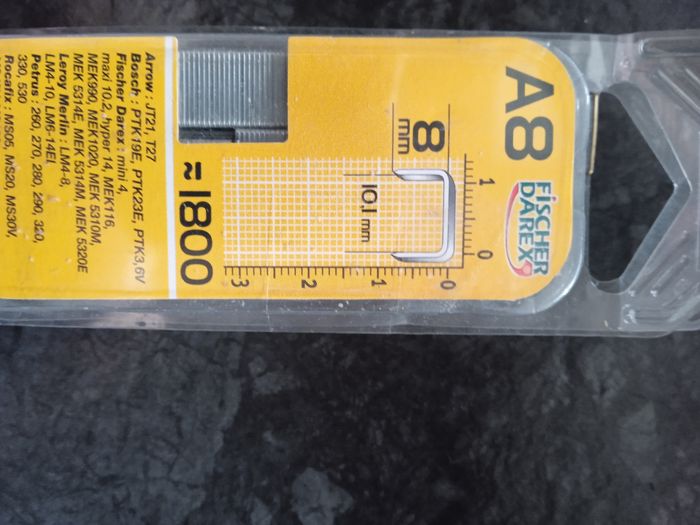 A8
FISCHER
DAREX
8
mm
10.1 mm
1
0
0
1
2
3
≈ 1800
Arrow : JT21, T27
Bosch : PTK19E, PTK23E, PTK3,6V
Fischer Darex : mini 4,
maxi 10.2, hyper 14, MEK116,
MEK990, MEK1020, MEK 5310M,
MEK 5314E, MEK 5314M, MEK 5320E
Leroy Merlin : LM4-8,
LM4-10, LM6-14EL
Petrus : 260, 270, 280, 290, 320,
330, 530
Rocafix : MS05, MS20, MS30V,